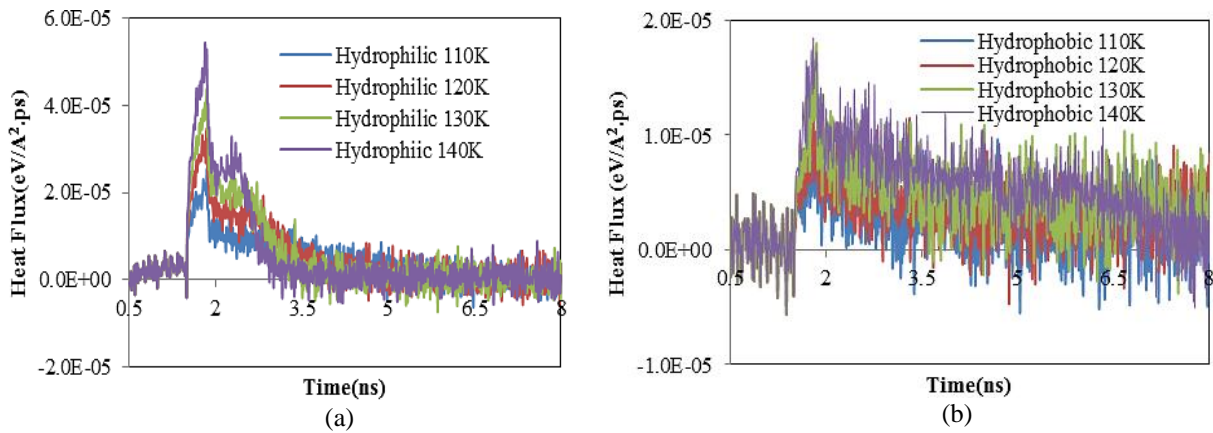 6.0E-05
4.0E-05
2.0E-05
0.0E+00
-2.0E-05
Heat Flux(eV/A².ps)
Hydrophilic 110K
Hydrophilic 120K
Hydrophilic 130K
Hydrophiic 140K
0.5 2 3.5 5 6.5 8
Time(ns)
(a)
2.0E-05
1.0E-05
0.0E+00
-1.0E-05
Heat Flux (eV/A².ps)
Hydrophobic 110K
Hydrophobic 120K
Hydrophobic 130K
Hydrophobic 140K
0.5 2 3.5 5 6.5 8
Time(ns)
(b)